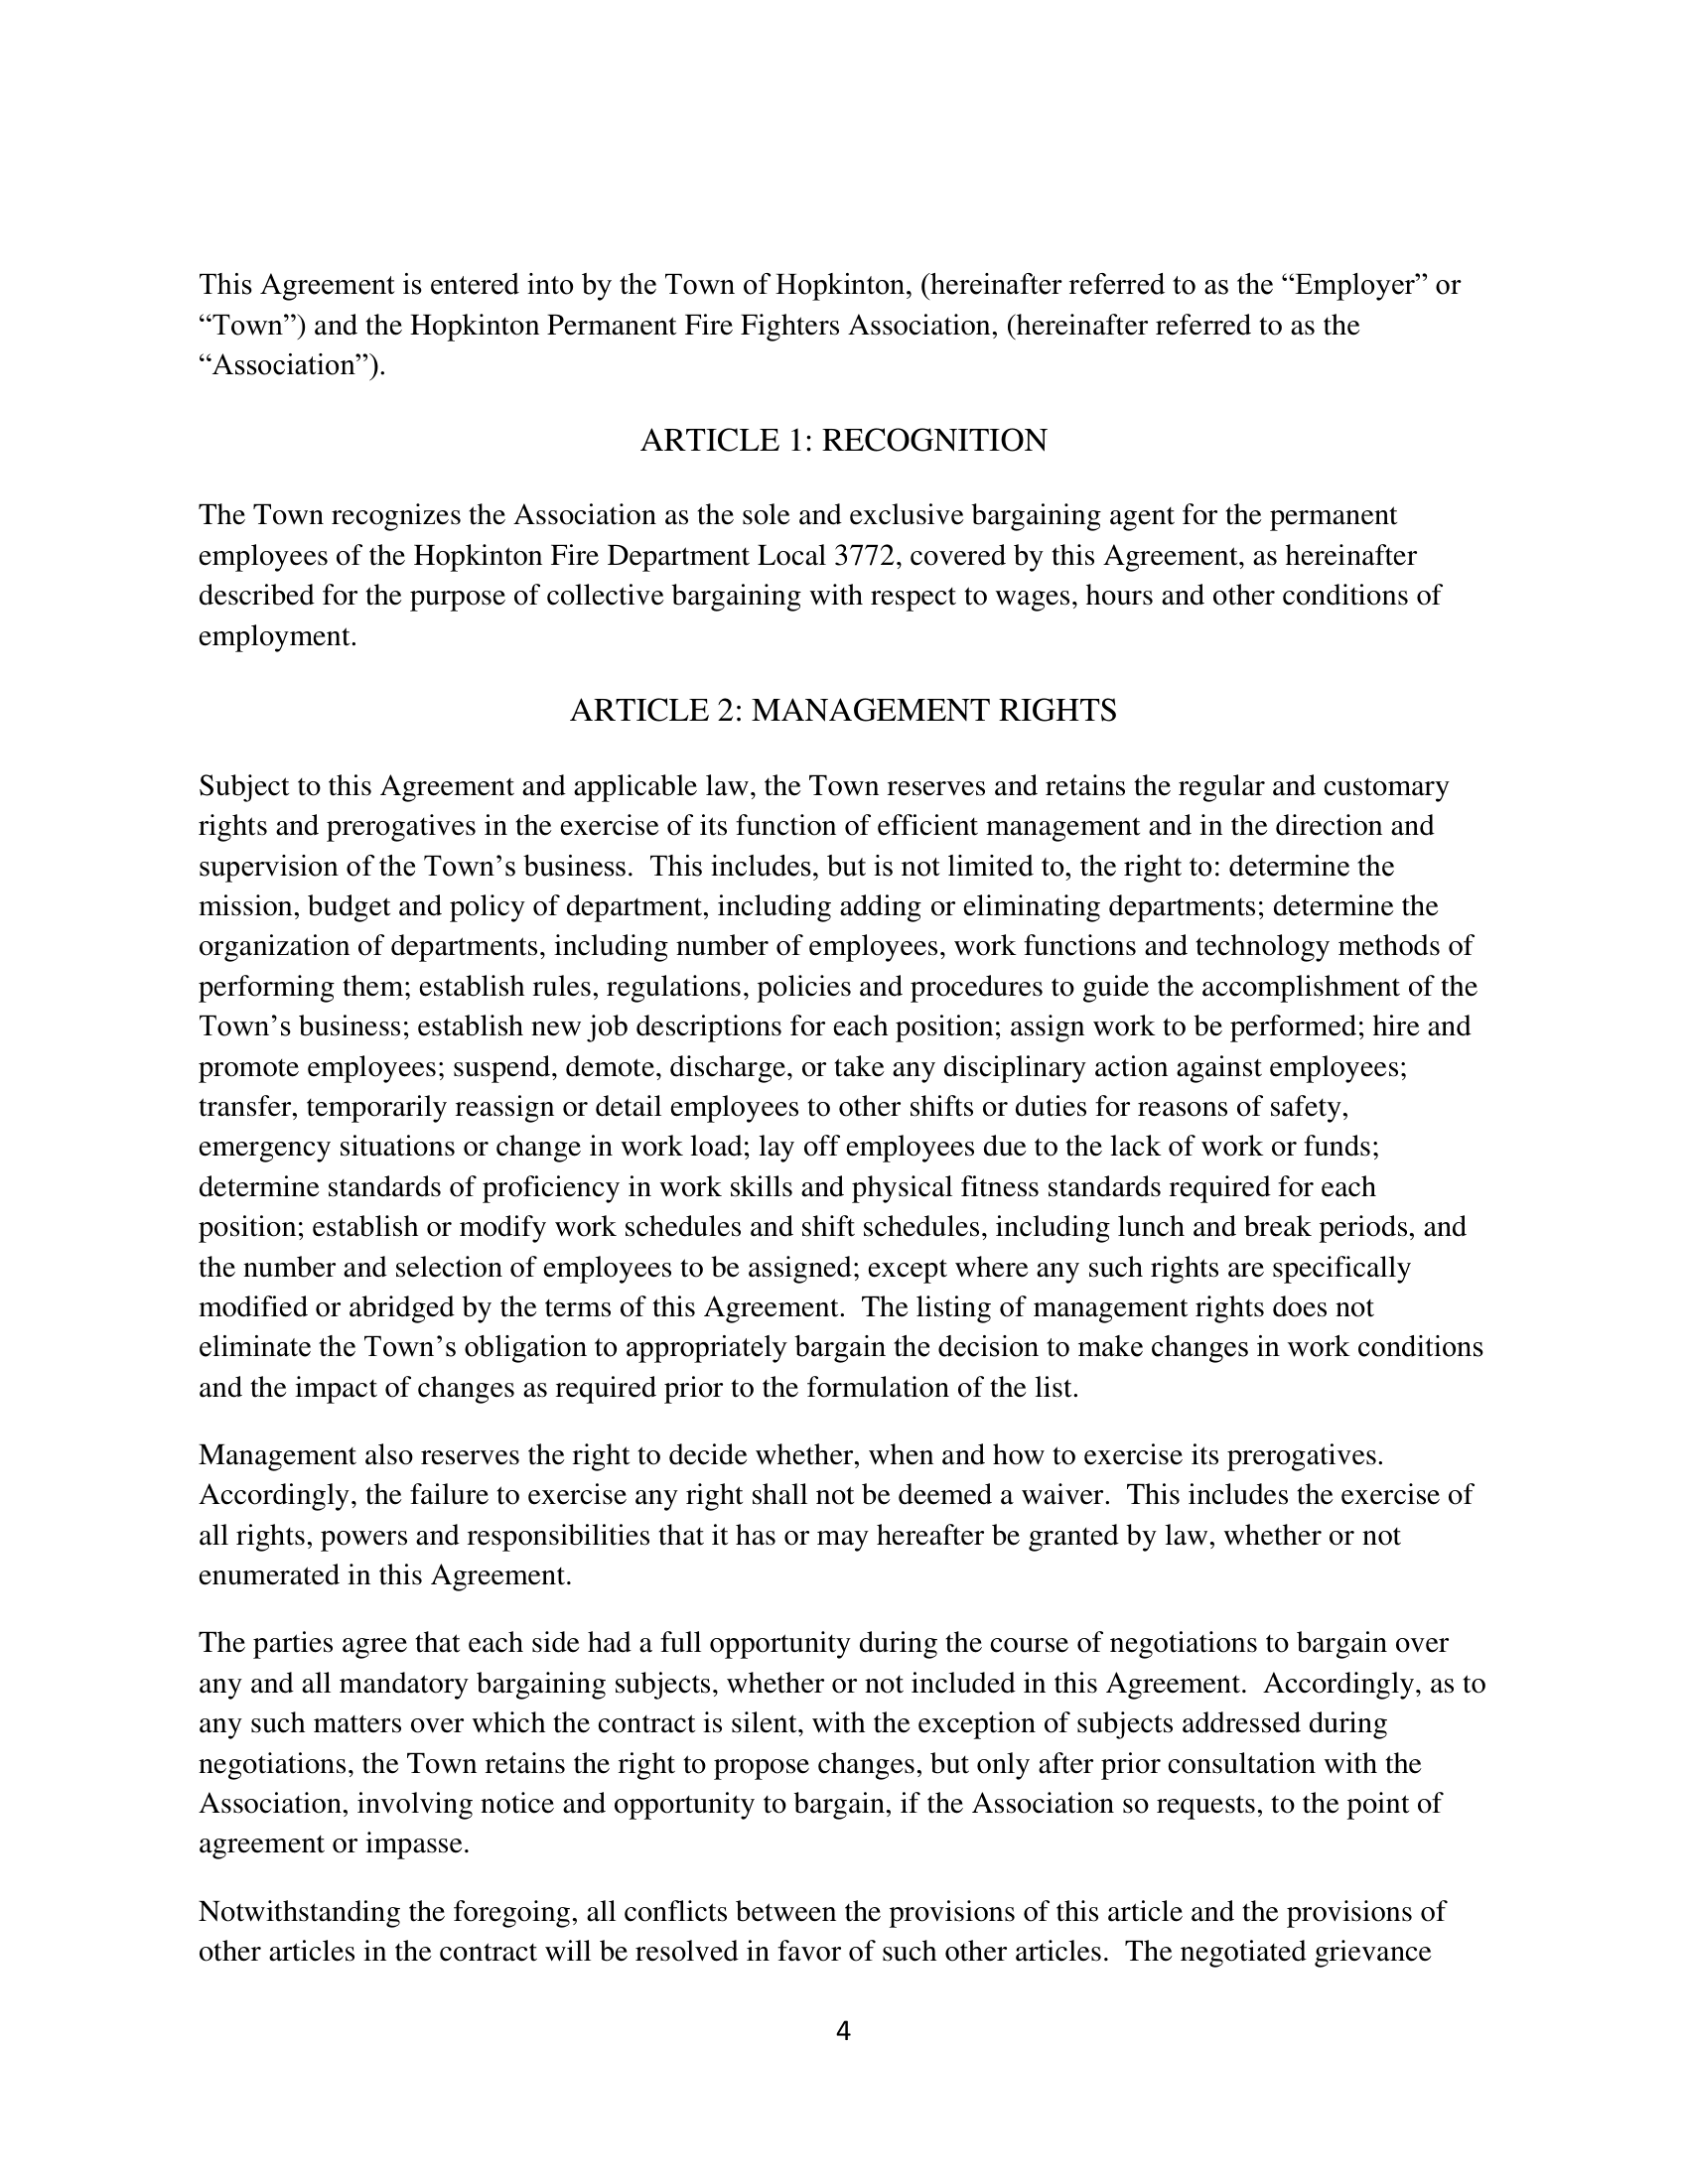 This Agreement is entered into by the Town of Hopkinton, (hereinafter referred to as the “Employer” or
“Town”) and the Hopkinton Permanent Fire Fighters Association, (hereinafter referred to as the
“Association”).
ARTICLE 1: RECOGNITION
The Town recognizes the Association as the sole and exclusive bargaining agent for the permanent
employees of the Hopkinton Fire Department Local 3772, covered by this Agreement, as hereinafter
described for the purpose of collective bargaining with respect to wages, hours and other conditions of
employment.
ARTICLE 2: MANAGEMENT RIGHTS
Subject to this Agreement and applicable law, the Town reserves and retains the regular and customary
rights and prerogatives in the exercise of its function of efficient management and in the direction and
supervision of the Town’s business.  This includes, but is not limited to, the right to: determine the
mission, budget and policy of department, including adding or eliminating departments; determine the
organization of departments, including number of employees, work functions and technology methods of
performing them; establish rules, regulations, policies and procedures to guide the accomplishment of the
Town’s business; establish new job descriptions for each position; assign work to be performed; hire and
promote employees; suspend, demote, discharge, or take any disciplinary action against employees;
transfer, temporarily reassign or detail employees to other shifts or duties for reasons of safety,
emergency situations or change in work load; lay off employees due to the lack of work or funds;
determine standards of proficiency in work skills and physical fitness standards required for each
position; establish or modify work schedules and shift schedules, including lunch and break periods, and
the number and selection of employees to be assigned; except where any such rights are specifically
modified or abridged by the terms of this Agreement.  The listing of management rights does not
eliminate the Town’s obligation to appropriately bargain the decision to make changes in work conditions
and the impact of changes as required prior to the formulation of the list.
Management also reserves the right to decide whether, when and how to exercise its prerogatives.
Accordingly, the failure to exercise any right shall not be deemed a waiver.  This includes the exercise of
all rights, powers and responsibilities that it has or may hereafter be granted by law, whether or not
enumerated in this Agreement.
The parties agree that each side had a full opportunity during the course of negotiations to bargain over
any and all mandatory bargaining subjects, whether or not included in this Agreement.  Accordingly, as to
any such matters over which the contract is silent, with the exception of subjects addressed during
negotiations, the Town retains the right to propose changes, but only after prior consultation with the
Association, involving notice and opportunity to bargain, if the Association so requests, to the point of
agreement or impasse.
Notwithstanding the foregoing, all conflicts between the provisions of this article and the provisions of
other articles in the contract will be resolved in favor of such other articles.  The negotiated grievance
4